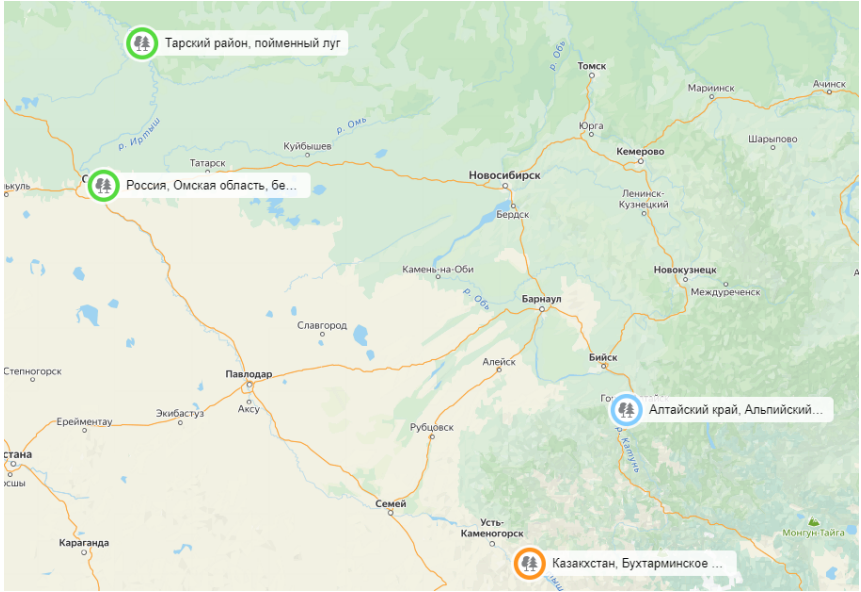 Тарский район, пойменный луг
р. Обь
Томск
Мариинск
Ачинск
р. Иртыш
р. Омь
Юрга
Куйбышев
Шарыпово
Татарск
Кемерово
Новосибирск
Россия, Омская область, бе...
Ленинск-
Кузнецкий
Бердск
Камень-на-Оби
Новокузнецк
р. Обь
Междуреченск
Барнаул
Славгород
Алейск
Бийск
Степногорск
Павлодар
Аксу
Алтайский край, Альпийский...
Экибастуз
Ерейментау
Рубцовск
р. Катунь
Семей
Усть-
Каменогорск
Монгун-Тайга
Караганда
Казахстан, Бухтарминское ...